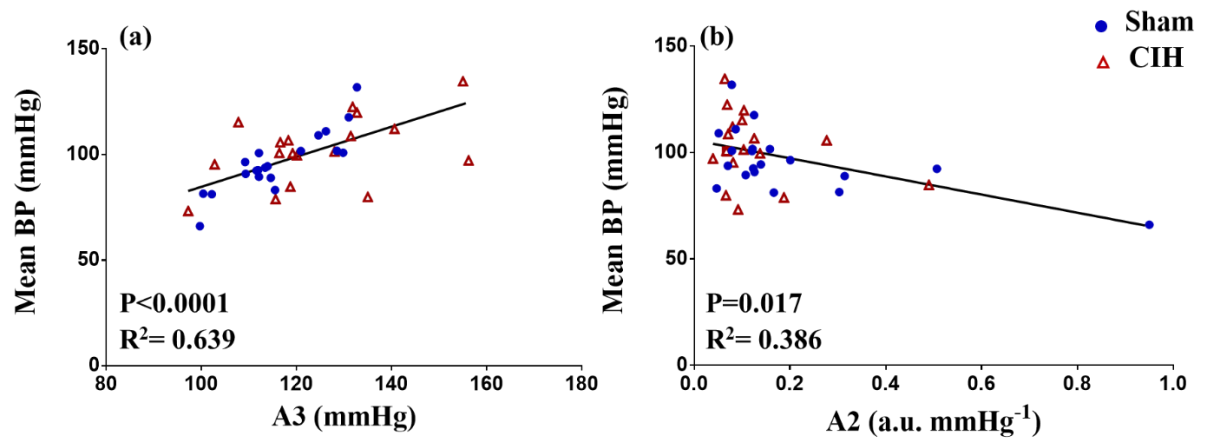 (a)
Mean BP (mmHg)
150
100
50
0
P<0.0001
R²= 0.639
80 100 120 140 160 180
A3 (mmHg)
(b)
Sham
CIH
Mean BP (mmHg)
150
100
50
0
P=0.017
R²= 0.386
0.0 0.2 0.4 0.6 0.8 1.0
A2 (a.u. mmHg⁻¹)